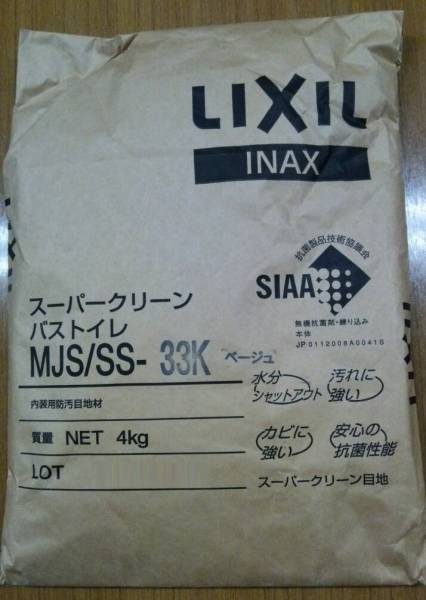 LIXIL
INAX
抗菌製品技術協議会
SIAA
無機抗菌剤・練り込み
本体
JP0112008A0041S
スーパークリーン
バストイレ
MJS/SS- 33K ベージュ
内装用防汚目地材
水分シャットアウト
汚れに強い
質量 NET 4kg
カビに強い
安心の抗菌性能
LOT
スーパークリーン目地